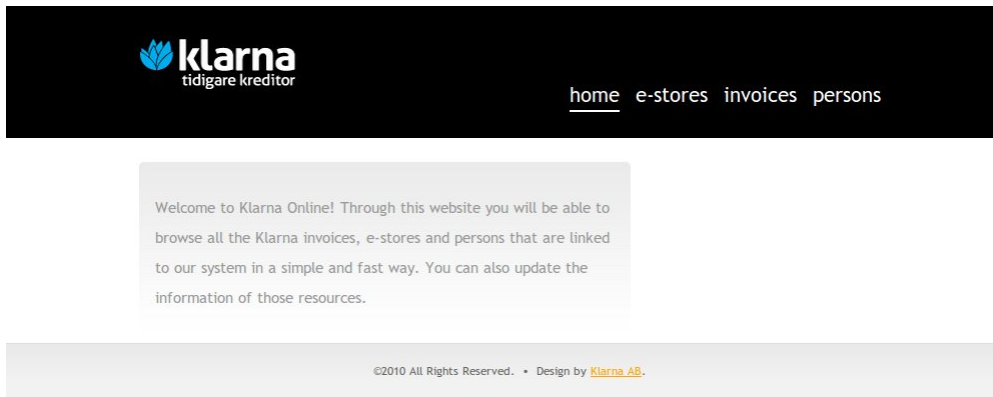 klarna
tidigare kreditor
home e-stores invoices persons
Welcome to Klarna Online! Through this website you will be able to
browse all the Klarna invoices, e-stores and persons that are linked
to our system in a simple and fast way. You can also update the
information of those resources.
©2010 All Rights Reserved. • Design by Klarna AB.